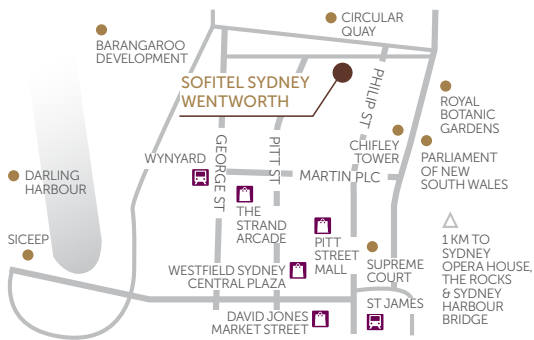 CIRCULAR
QUAY
BARANGAROO
DEVELOPMENT
SOFITEL SYDNEY
WENTWORTH
PHILIP ST
ROYAL
BOTANIC
GARDENS
GEORGE ST
PITT ST
CHIFLEY
TOWER
WYNYARD
PARLIAMENT
OF NEW
SOUTH WALES
MARTIN PLC
DARLING
HARBOUR
THE
STRAND
ARCADE
SICEEP
PITT
STREET
MALL
1 KM TO
SYDNEY
OPERA HOUSE,
THE ROCKS
& SYDNEY
HARBOUR
BRIDGE
WESTFIELD SYDNEY
CENTRAL PLAZA
SUPREME
COURT
ST JAMES
DAVID JONES
MARKET STREET